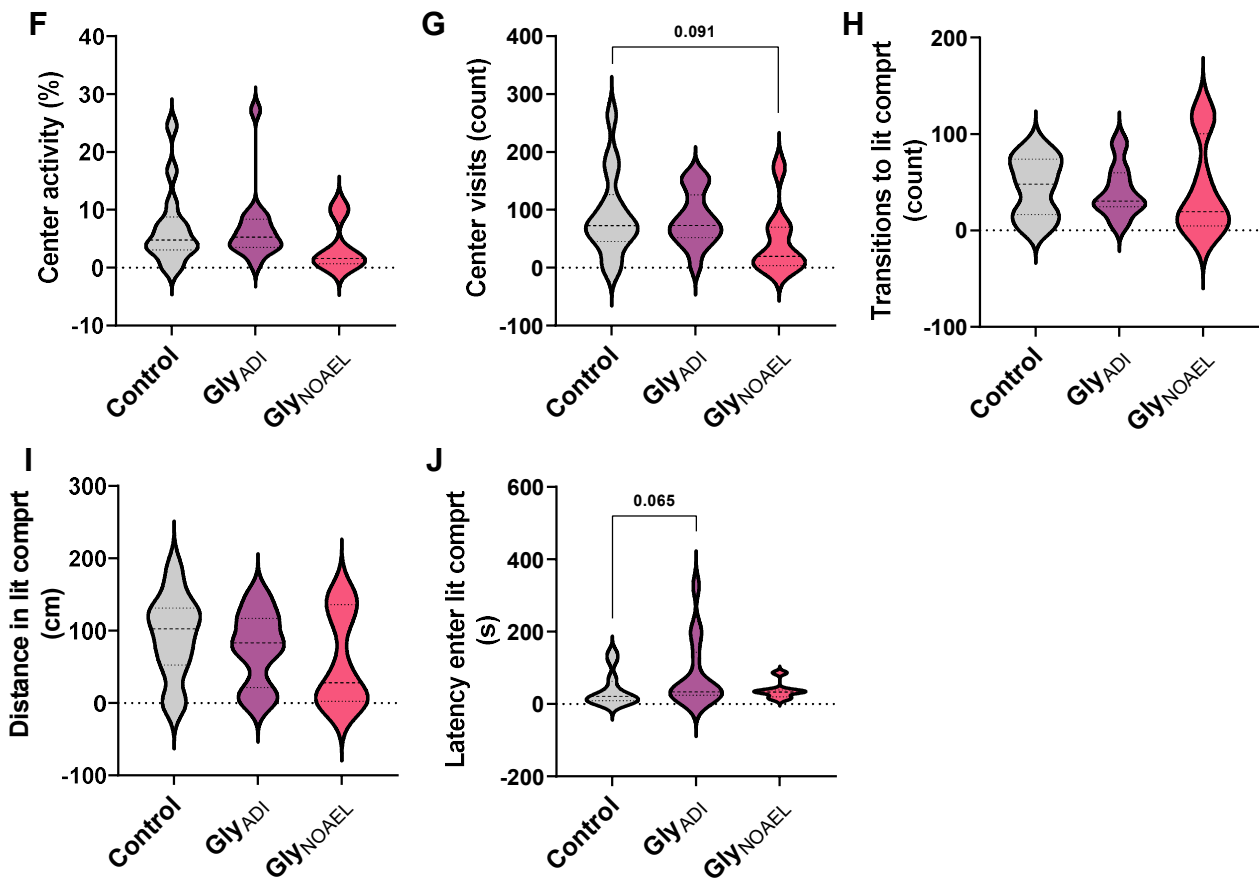 F
Center activity (%)
40
30
20
10
0
-10
Control
GlyADI
GlyNOAEL
G
Center visits (count)
400
300
200
100
0
-100
0.091
Control
GlyADI
GlyNOAEL
H
Transitions to lit comprt
(count)
200
100
0
-100
Control
GlyADI
GlyNOAEL
I
Distance in lit comprt
(cm)
300
200
100
0
-100
Control
GlyADI
GlyNOAEL
J
Latency enter lit comprt
(s)
600
400
200
0
-200
0.065
Control
GlyADI
GlyNOAEL